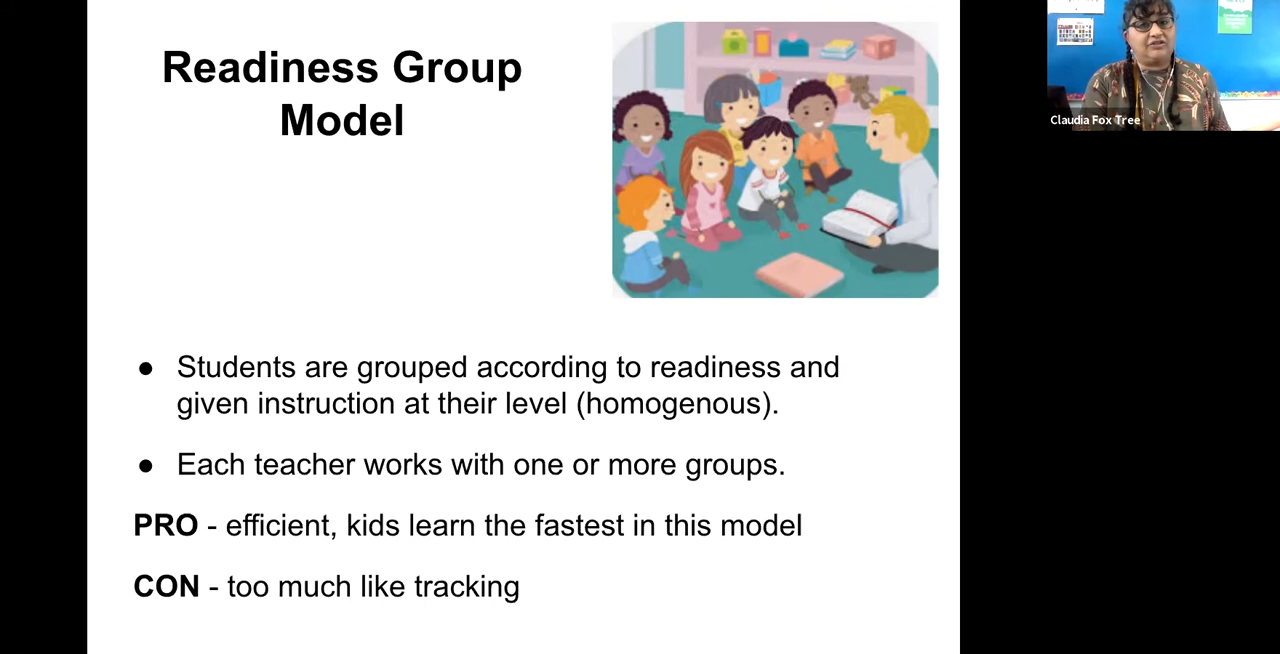 Readiness Group
Model
Claudia Fox Tree
● Students are grouped according to readiness and
given instruction at their level (homogenous).
● Each teacher works with one or more groups.
PRO - efficient, kids learn the fastest in this model
CON - too much like tracking